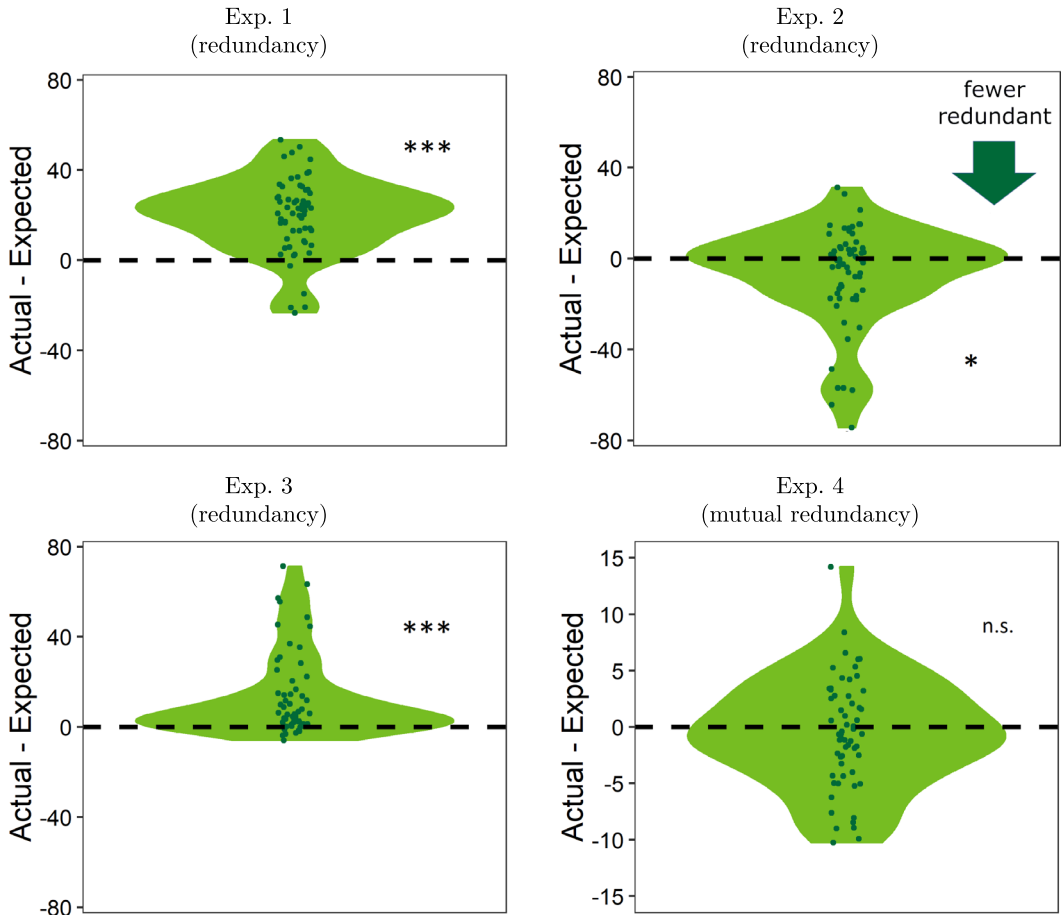 Exp. 1
(redundancy)
80
40
0
-40
-80
Actual - Expected
***
Exp. 2
(redundancy)
80
40
0
-40
-80
Actual - Expected
fewer
redundant
*
Exp. 3
(redundancy)
80
40
0
-40
-80
Actual - Expected
***
Exp. 4
(mutual redundancy)
15
10
5
0
-5
-10
-15
Actual - Expected
n.s.